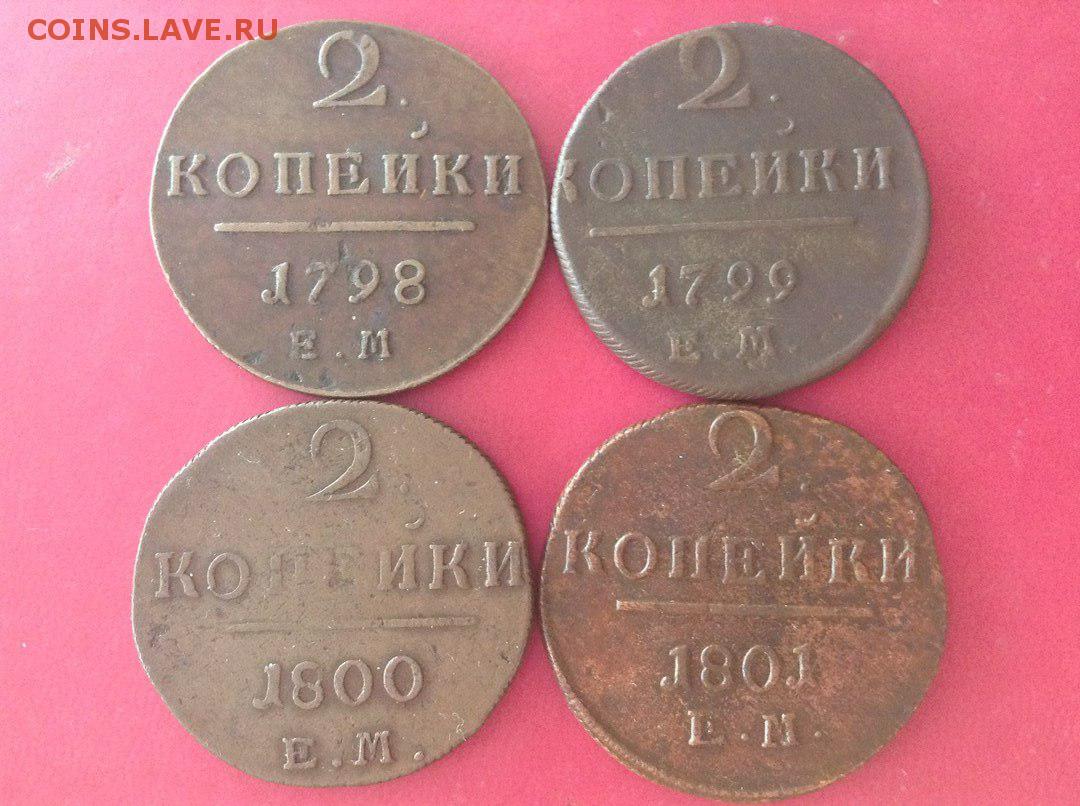 COINS.LAVE.RU
2.
КОПЕЙКИ
1798
Е.М
2.
КОПЕЙКИ
1799
Е.М
2.
КОПЕЙКИ
1800
Е.М.
2.
КОПЕЙКИ
1801
Е.М.